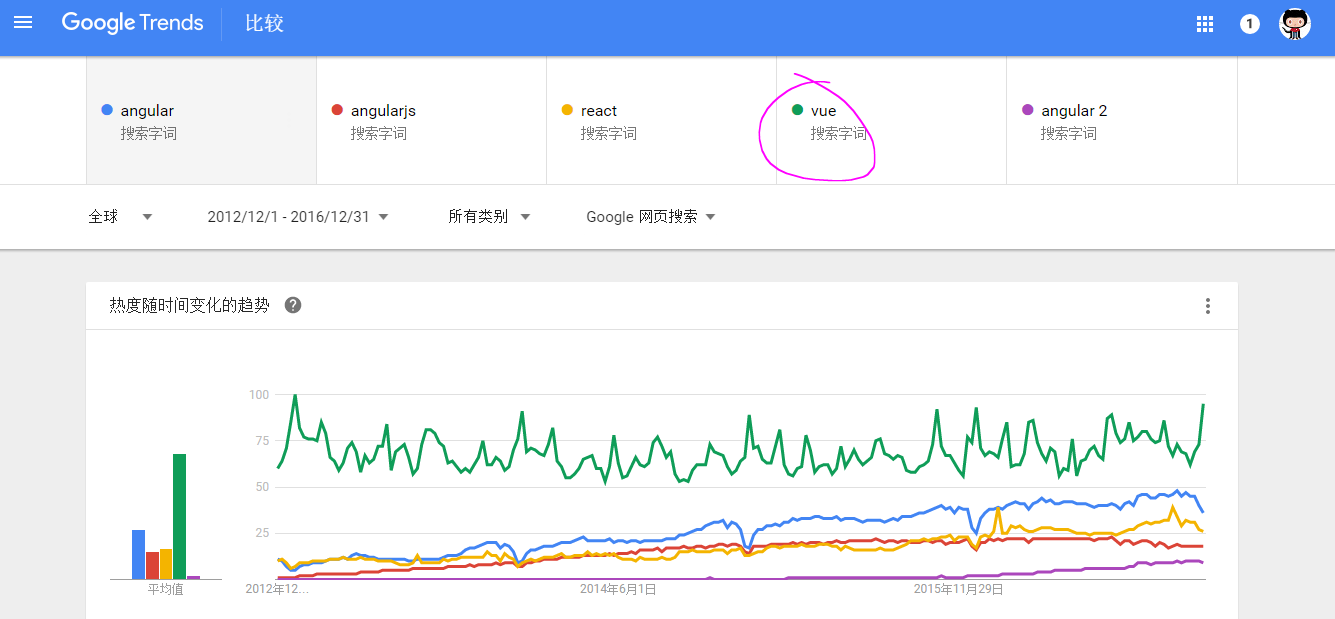 Google Trends 比较 1
angular angularjs react vue angular 2
搜索字词 搜索字词 搜索字词 搜索字词 搜索字词
全球 2012/12/1 - 2016/12/31 所有类别 Google 网页搜索
热度随时间变化的趋势 ?
100
75
50
25
平均值 2012年12... 2014年6月1日 2015年11月29日